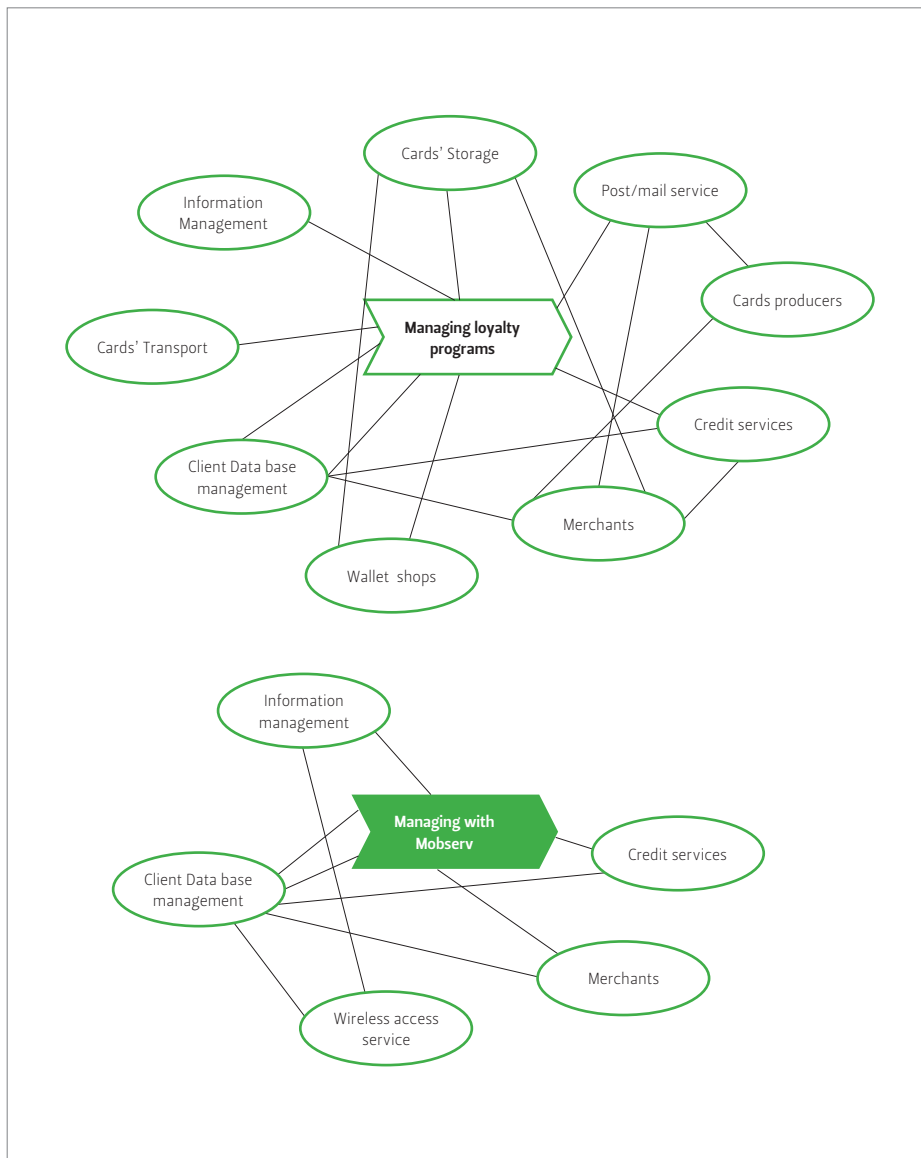 Cards' Storage
Post/mail service
Information
Management
Cards producers
Managing loyalty
programs
Cards' Transport
Credit services
Client Data base
management
Merchants
Wallet shops
Information
management
Managing with
Mobserv
Credit services
Client Data base
management
Merchants
Wireless access
service